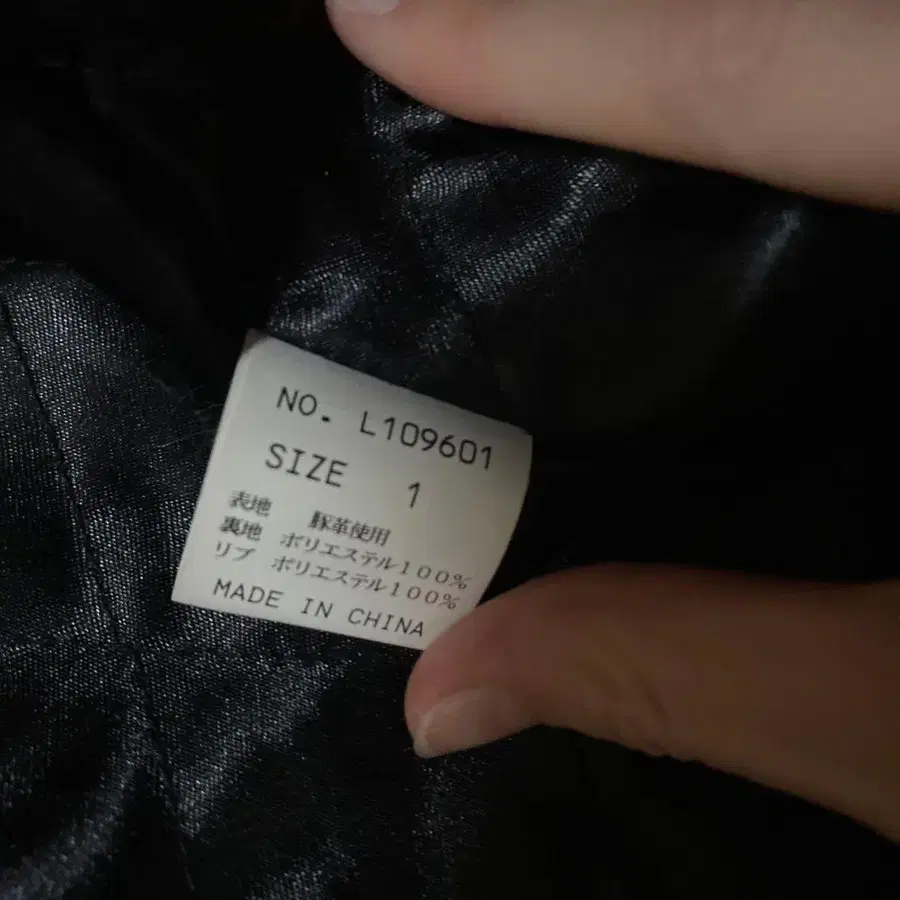 NO. L109601
SIZE 1
表地 豚革使用
裏地 ポリエステル100%
リブ ポリエステル100%
MADE IN CHINA